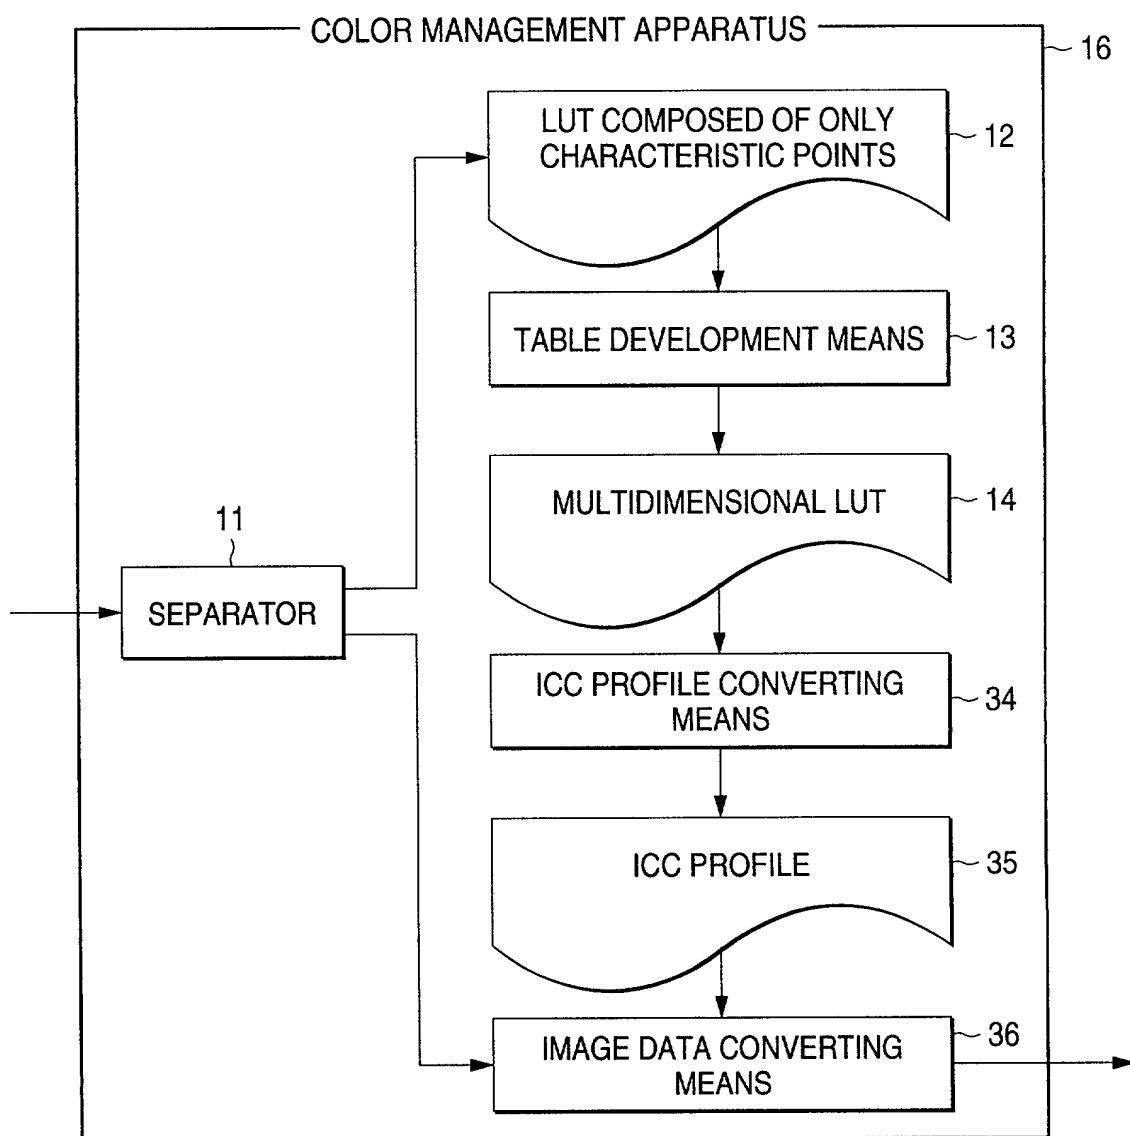 COLOR MANAGEMENT APPARATUS
16
LUT COMPOSED OF ONLY
CHARACTERISTIC POINTS
12
TABLE DEVELOPMENT MEANS
13
MULTIDIMENSIONAL LUT
14
11
SEPARATOR
ICC PROFILE CONVERTING
MEANS
34
ICC PROFILE
35
IMAGE DATA CONVERTING
MEANS
36